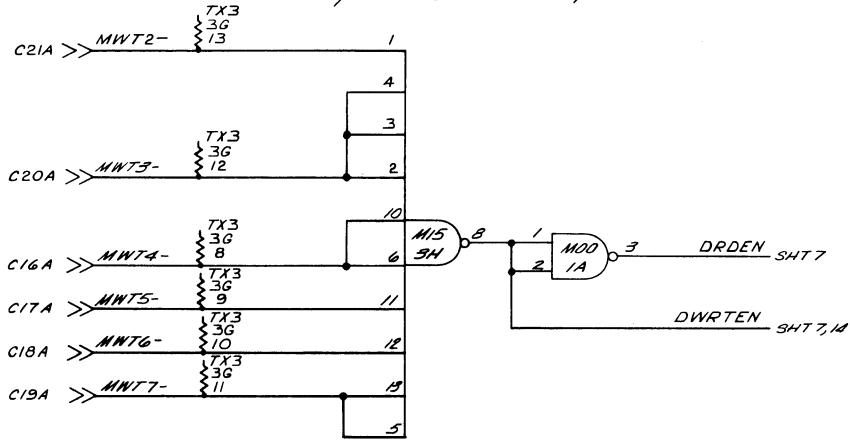 TX3
3G
13
C21A MWT2- 1
4
3
TX3
3G
12
C20A MWT3- 2
10
TX3
3G
8
C16A MWT4- 6
M15
9H
8
1
2
M00
1A
3
DRDEN SHT 7
TX3
3G
9
C17A MWT5- 11
DWRTEN SHT 7,14
TX3
3G
10
C18A MWT6- 12
TX3
3G
11
C19A MWT7- 13
5